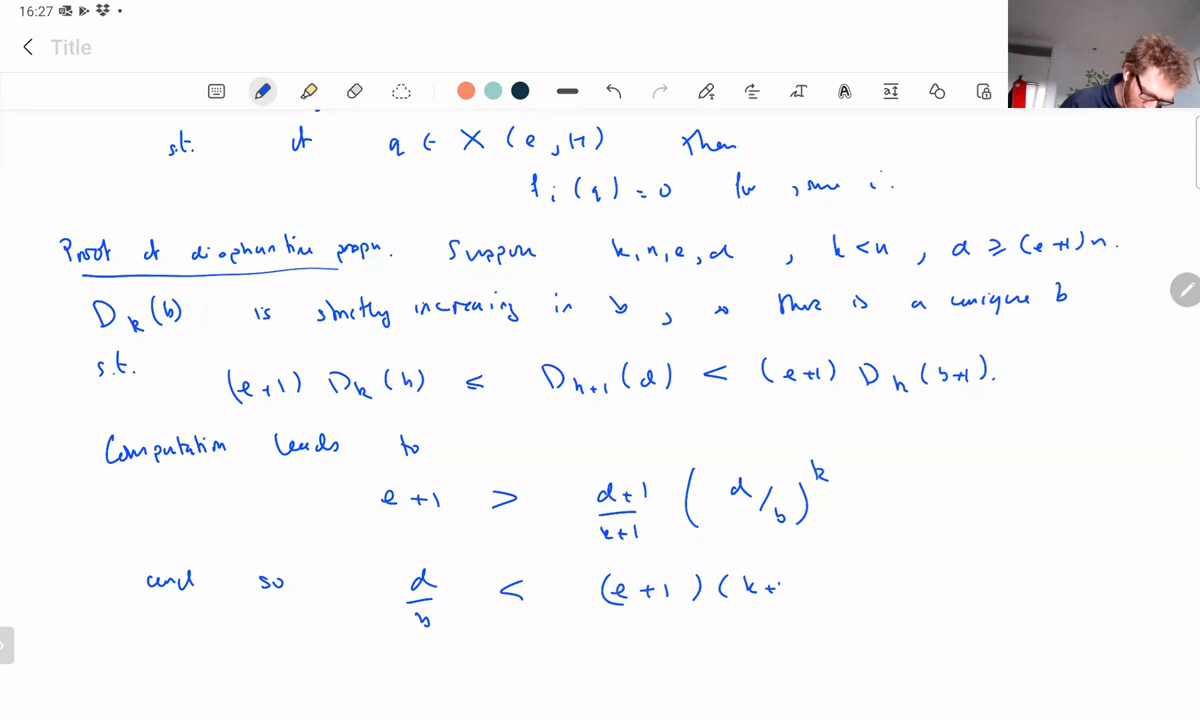 16:27
Title
s.t. if q ∈ X(e, H) then
f_i(q) = 0 for some i.
Proof of diophantine propn. Suppose k, n, e, d, k < n, d ≥ (e+1)n.
D_k(b) is strictly increasing in b, so there is a unique b
s.t. (e+1) D_k(b) ≤ D_{k+1}(d) < (e+1) D_k(b+1).
Computation leads to
e+1 > \frac{d+1}{k+1} (d/b)^k
and so \frac{d}{b} < (e+1)(k+